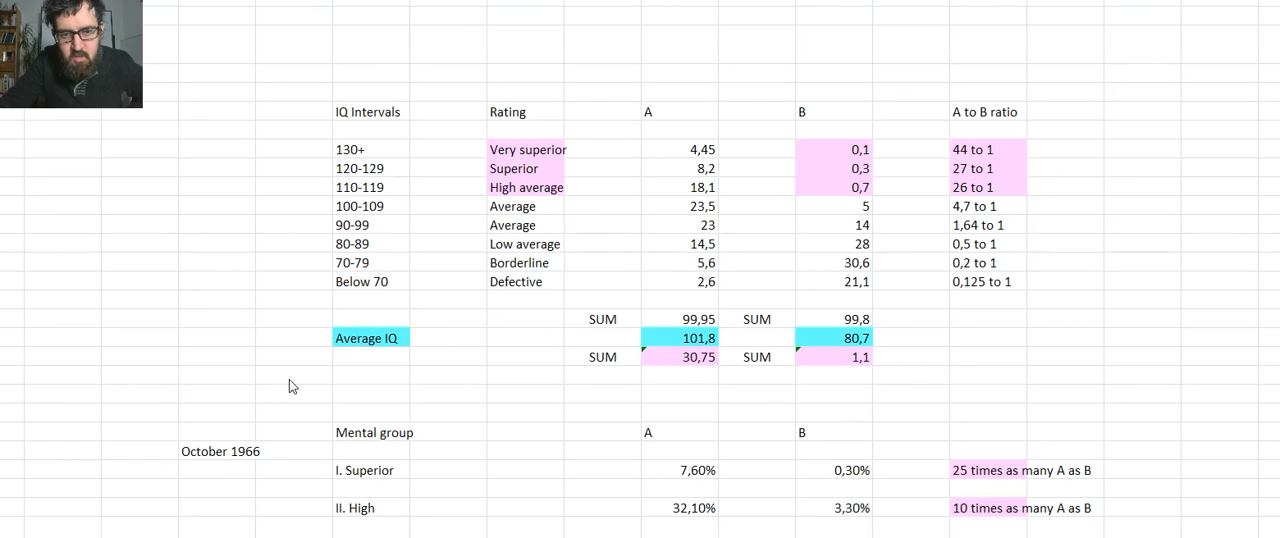 IQ Intervals Rating A B A to B ratio
130+ Very superior 4,45 0,1 44 to 1
120-129 Superior 8,2 0,3 27 to 1
110-119 High average 18,1 0,7 26 to 1
100-109 Average 23,5 5 4,7 to 1
90-99 Average 23 14 1,64 to 1
80-89 Low average 14,5 28 0,5 to 1
70-79 Borderline 5,6 30,6 0,2 to 1
Below 70 Defective 2,6 21,1 0,125 to 1
SUM 99,95 SUM 99,8
Average IQ 101,8 80,7
SUM 30,75 SUM 1,1
Mental group A B
October 1966
I. Superior 7,60% 0,30% 25 times as many A as B
II. High 32,10% 3,30% 10 times as many A as B